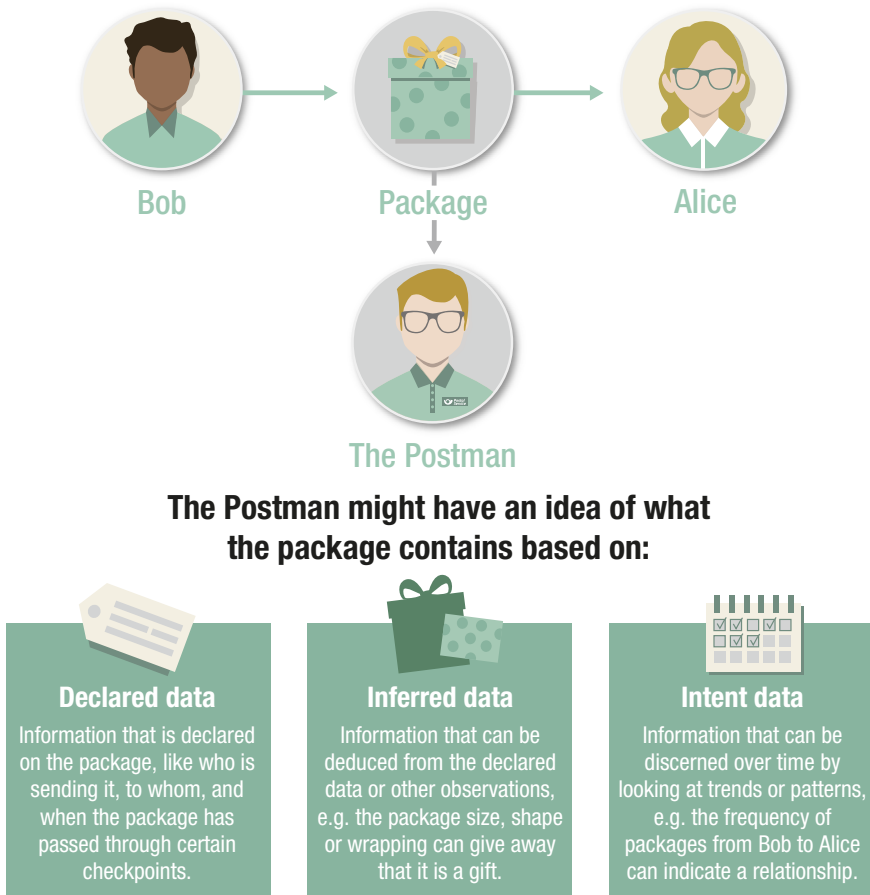 Bob
Package
Alice
The Postman
The Postman might have an idea of what
the package contains based on:
Declared data
Information that is declared
on the package, like who is
sending it, to whom, and
when the package has
passed through certain
checkpoints.
Inferred data
Information that can be
deduced from the declared
data or other observations,
e.g. the package size, shape
or wrapping can give away
that it is a gift.
Intent data
Information that can be
discerned over time by
looking at trends or patterns,
e.g. the frequency of
packages from Bob to Alice
can indicate a relationship.